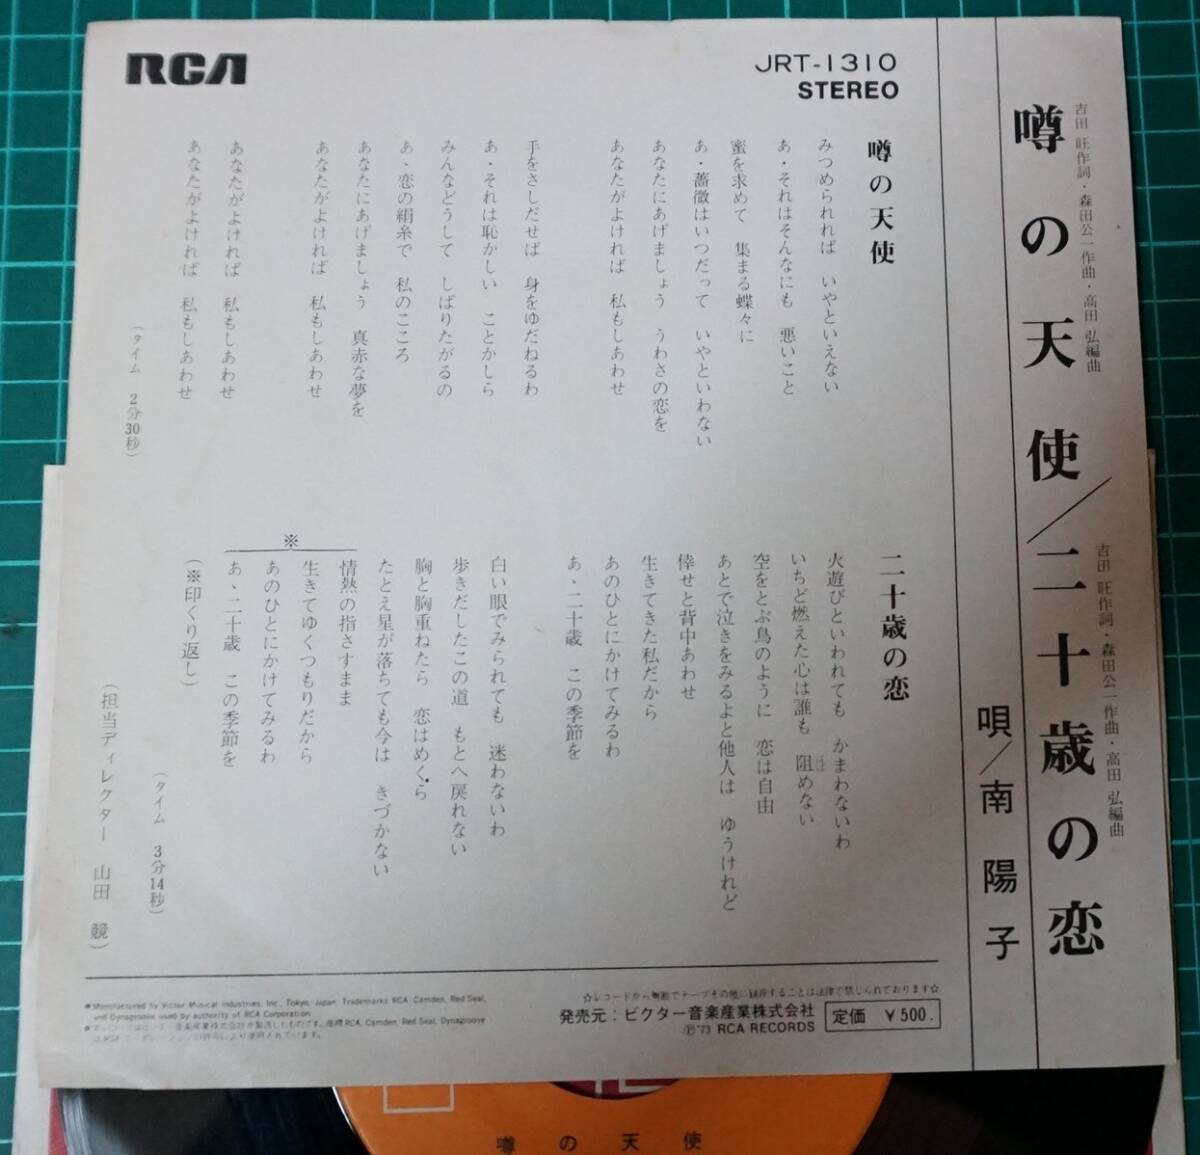 RCA
JRT-1310
STEREO
吉田 旺作詞・森田公一作曲・高田 弘編曲
噂の天使/二十歳の恋
吉田 旺作詞・森田公一作曲・高田 弘編曲
唄/南陽子
噂の天使
みつめられれば いやといえない
あ・それはそんなにも 悪いこと
蜜を求めて 集まる蝶々に
あ・薔薇はいつだって いやといわない
あなたにあげましょう うわさの恋を
あなたがよければ 私もしあわせ
手をさしだせば 身をゆだねるわ
あ・それは恥かしい ことかしら
みんなどうして しばりたがるの
あゝ恋の絹糸で 私のこころ
あなたにあげましょう 真赤な夢を
あなたがよければ 私もしあわせ
あなたがよければ 私もしあわせ
あなたがよければ 私もしあわせ
(タイム 2分30秒)
二十歳の恋
火遊びといわれても かまわないわ
いちど燃えた心は誰も 阻めない
空をとぶ鳥のように 恋は自由
あとで泣きをみるよと他人は ゆうけれど
倖せと背中あわせ
生きてきた私だから
あのひとにかけてみるわ
あゝ二十歳 この季節を
白い眼でみられても 迷わないわ
歩きだしたこの道 もとへ戻れない
胸と胸重ねたら 恋はめくら
たとえ星が落ちても今は きづかない
※
情熱の指さすまま
生きてゆくつもりだから
あのひとにかけてみるわ
あゝ二十歳 この季節を
(※印くり返し)
(タイム 3分14秒)
(担当ディレクター 山田 競)
●Manufactured by Victor Musical Industries, Inc., Tokyo, Japan. Trademarks RCA, Camden, Red Seal,
and Dynagroove used by authority of RCA Corporation.
☆レコードから無断でテープその他に録音することは法律で禁じられております☆
発売元:ビクター音楽産業株式会社
Ⓟ'73 RCA RECORDS
定価 ¥500.
噂の天使